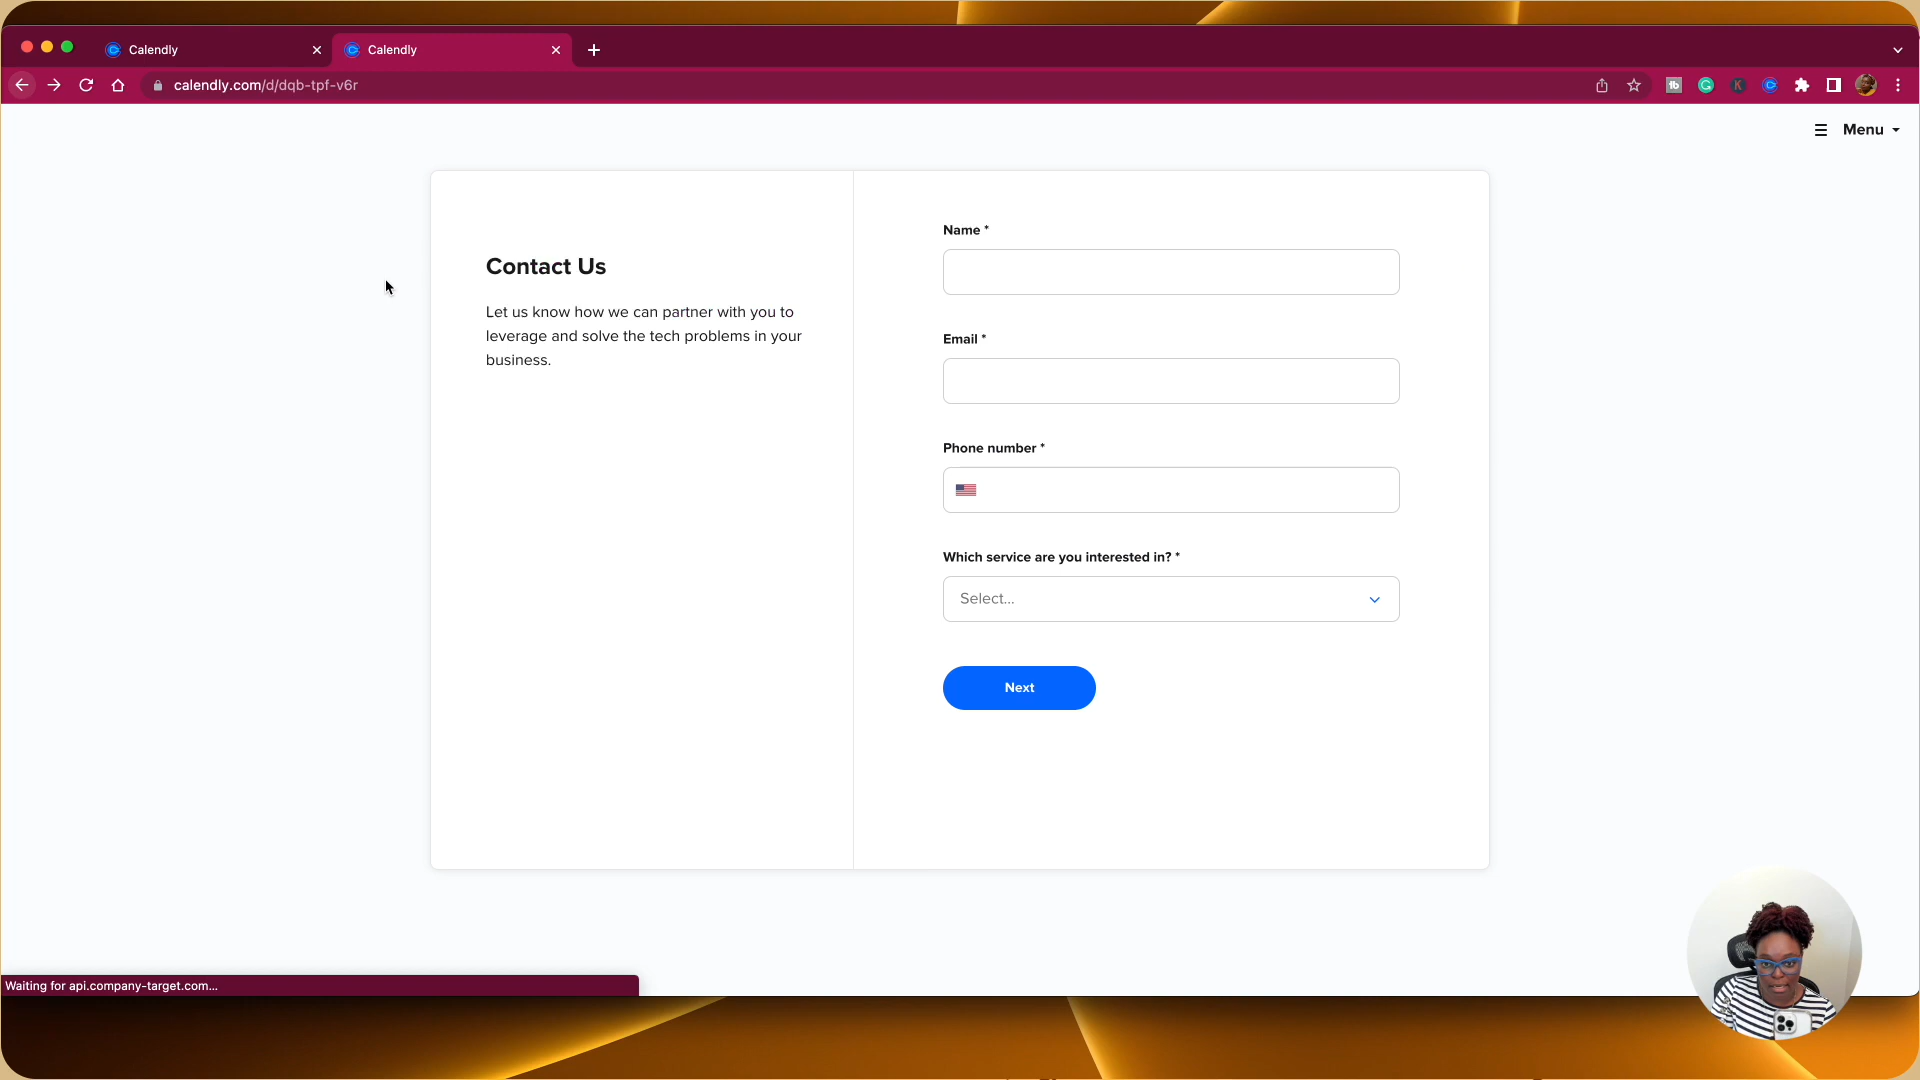 Calendly
Calendly
calendly.com/d/dqb-tpf-v6r
Menu
Contact Us
Let us know how we can partner with you to
leverage and solve the tech problems in your
business.
Name *
Email *
Phone number *
Which service are you interested in? *
Select...
Next
Waiting for api.company-target.com...